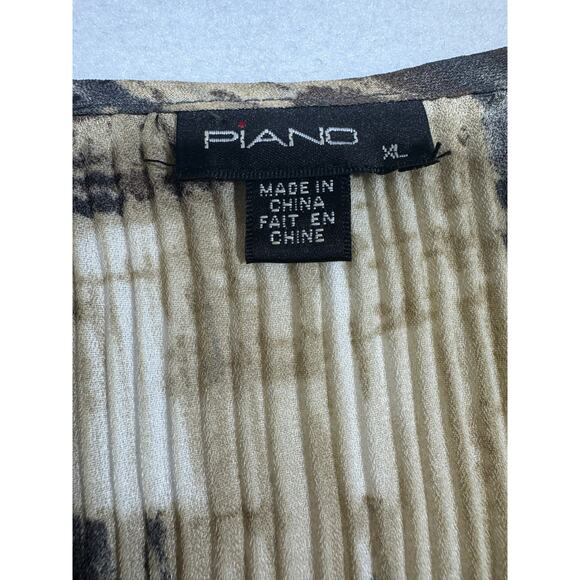 PiANO
XL
MADE IN
CHINA
FAIT EN
CHINE